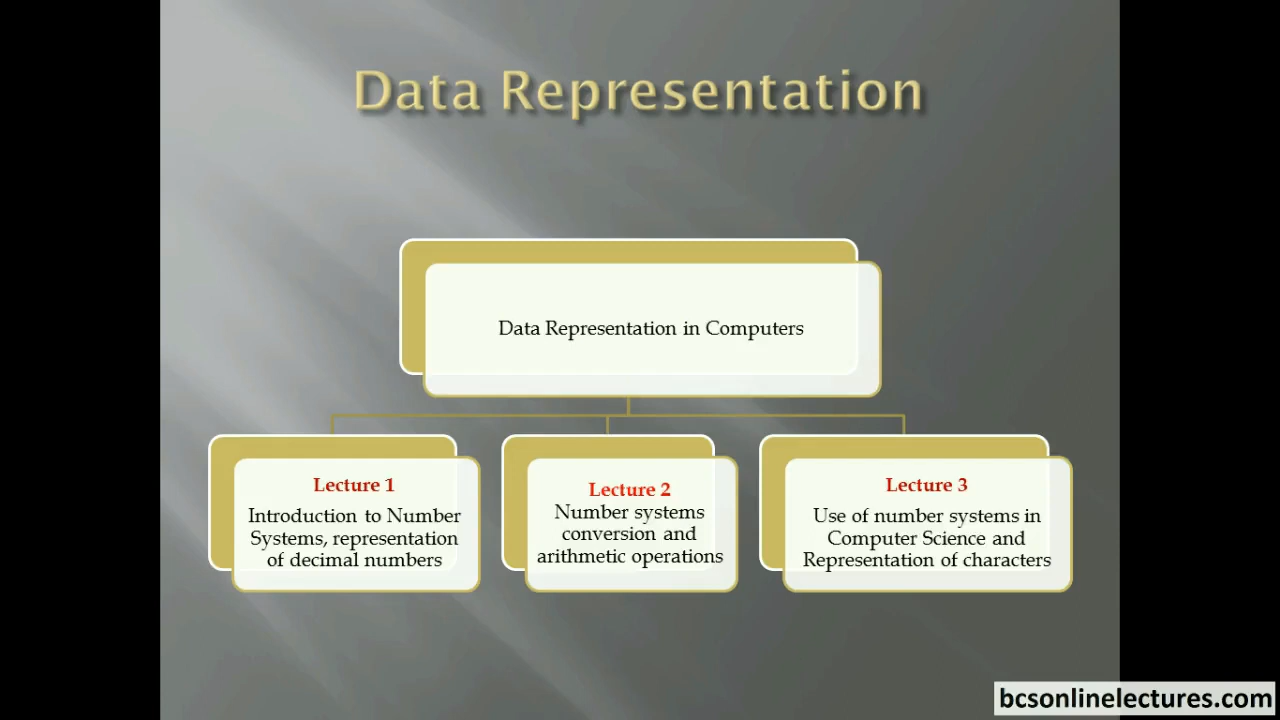 Data Representation
Data Representation in Computers
Lecture 1
Introduction to Number
Systems, representation
of decimal numbers
Lecture 2
Number systems
conversion and
arithmetic operations
Lecture 3
Use of number systems in
Computer Science and
Representation of characters
bcsonlinelectures.com